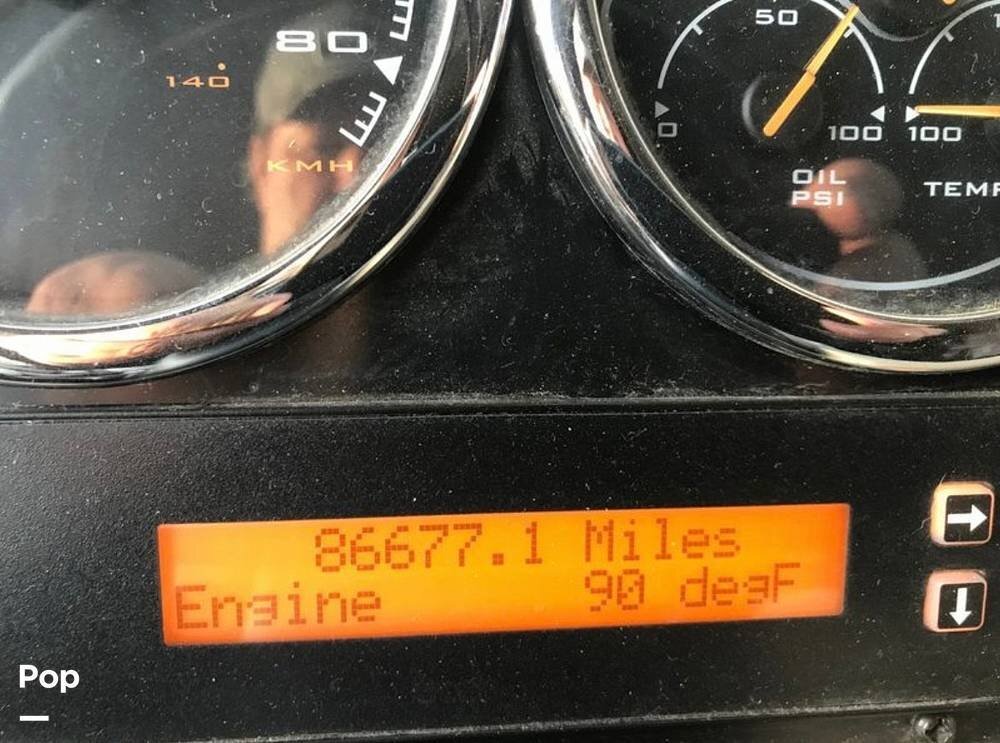 80
140
KMH
50
0
100
100
OIL
PSI
TEMP
86677.1 Miles
Engine 90 degF
Pop